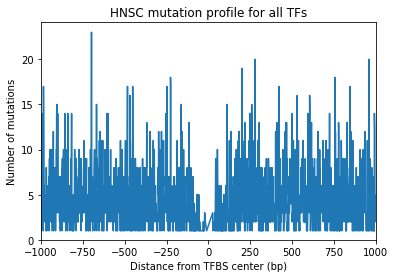 HNSC mutation profile for all TFs
20
15
10
5
0
Number of mutations
−1000 −750 −500 −250 0 250 500 750 1000
Distance from TFBS center (bp)